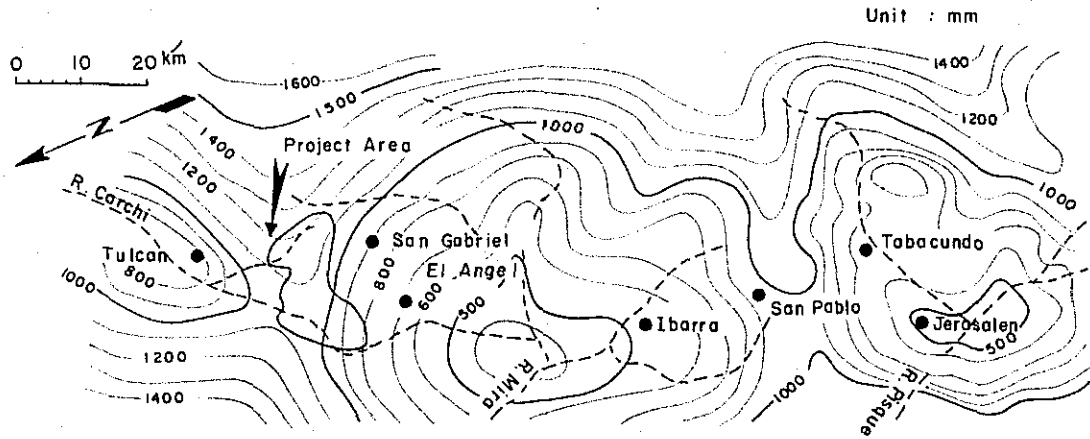 Unit : mm
0 10 20 km
N
1600
1500
1400
1400
1200
1200
1000
1000
Project Area
R. Carchi
Tulcan
800
1000
San Gabriel
800
El Angel
600
500
Tabacundo
San Pablo
Ibarra
Jerosalen
500
R. Mira
R. Pisque
1000
1200
1400